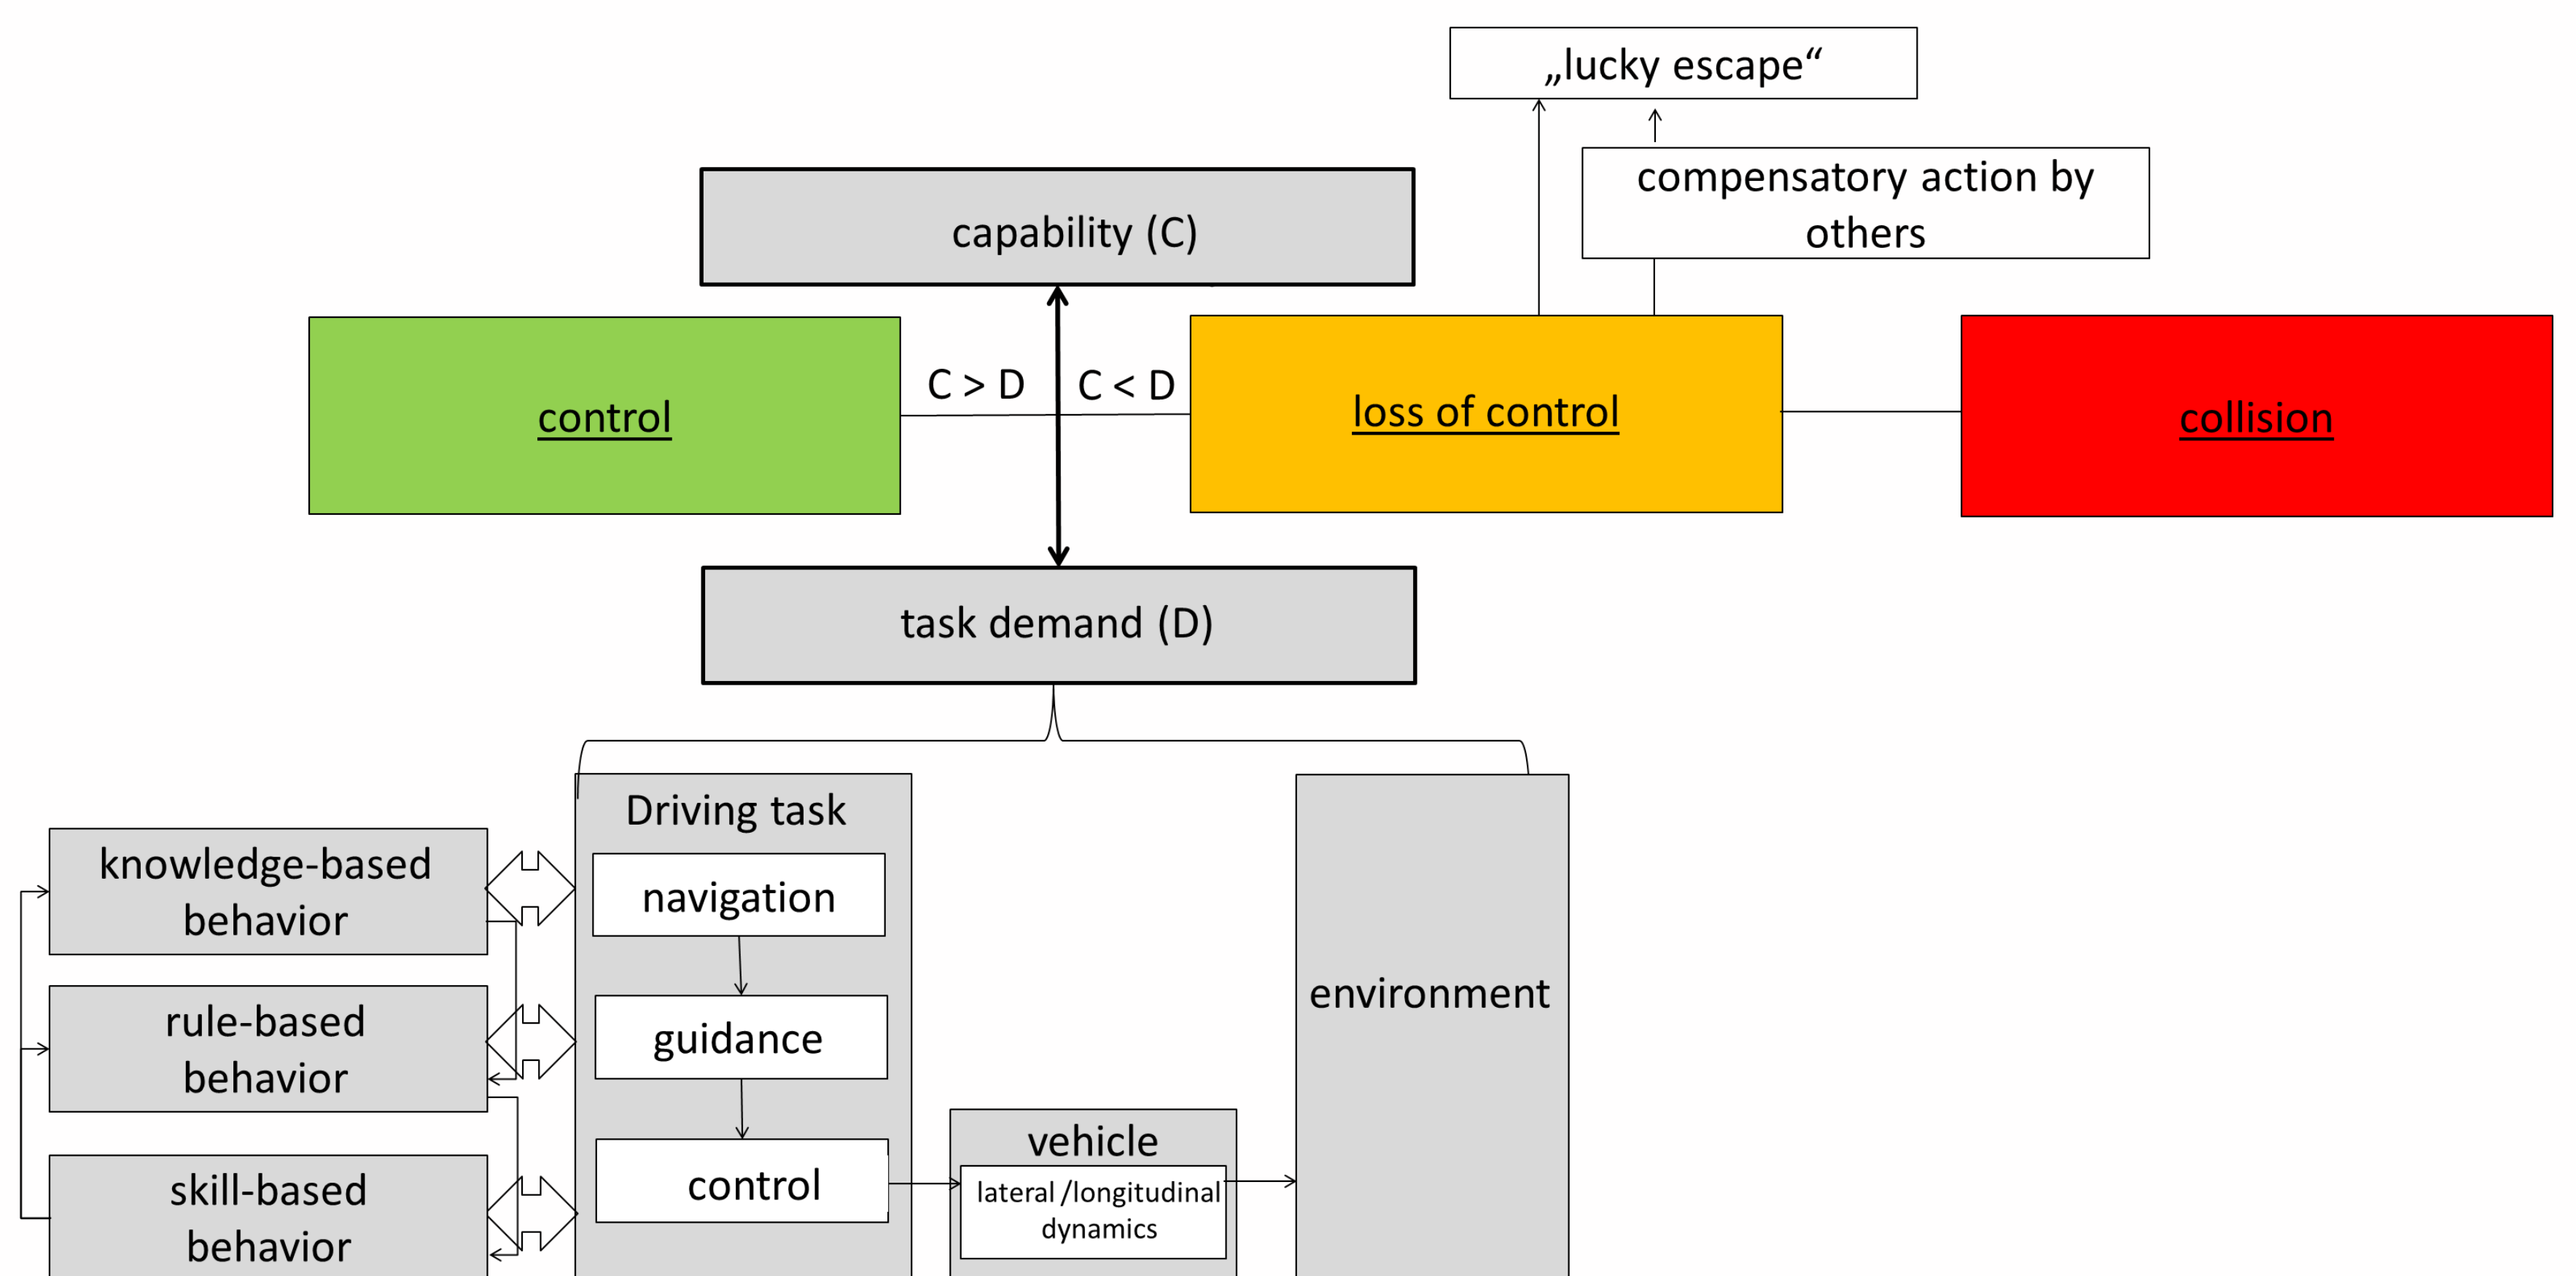 „lucky escape“
compensatory action by
others
capability (C)
C > D
C < D
control
loss of control
collision
task demand (D)
Driving task
knowledge-based
behavior
navigation
rule-based
behavior
guidance
environment
skill-based
behavior
control
vehicle
lateral/longitudinal
dynamics